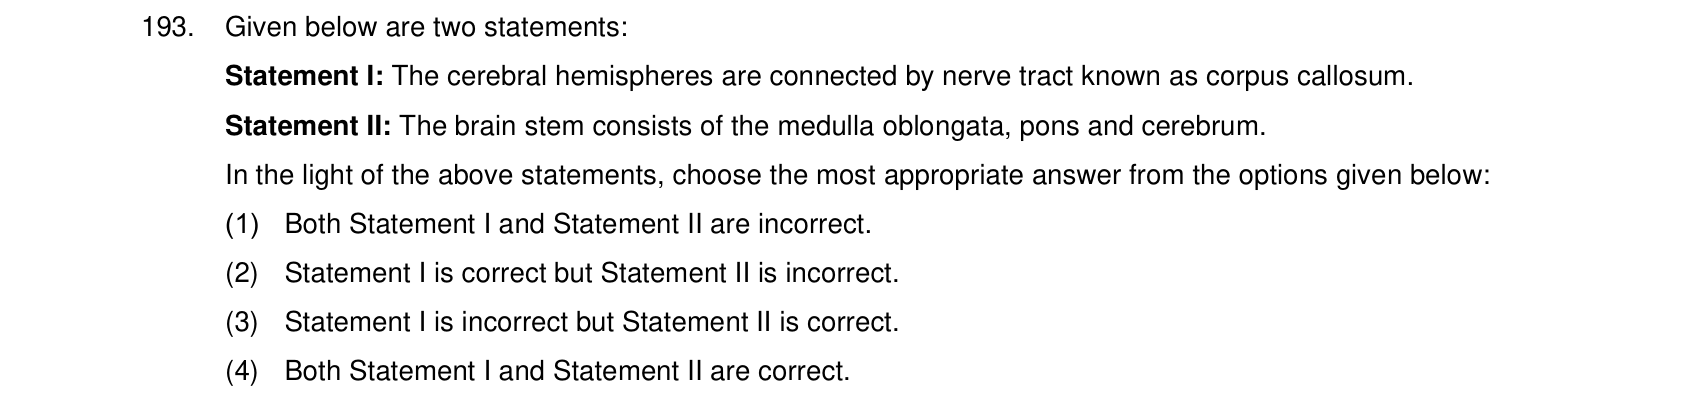 193. Given below are two statements:
Statement I: The cerebral hemispheres are connected by nerve tract known as corpus callosum.
Statement II: The brain stem consists of the medulla oblongata, pons and cerebrum.
In the light of the above statements, choose the most appropriate answer from the options given below:
(1) Both Statement I and Statement II are incorrect.
(2) Statement I is correct but Statement II is incorrect.
(3) Statement I is incorrect but Statement II is correct.
(4) Both Statement I and Statement II are correct.